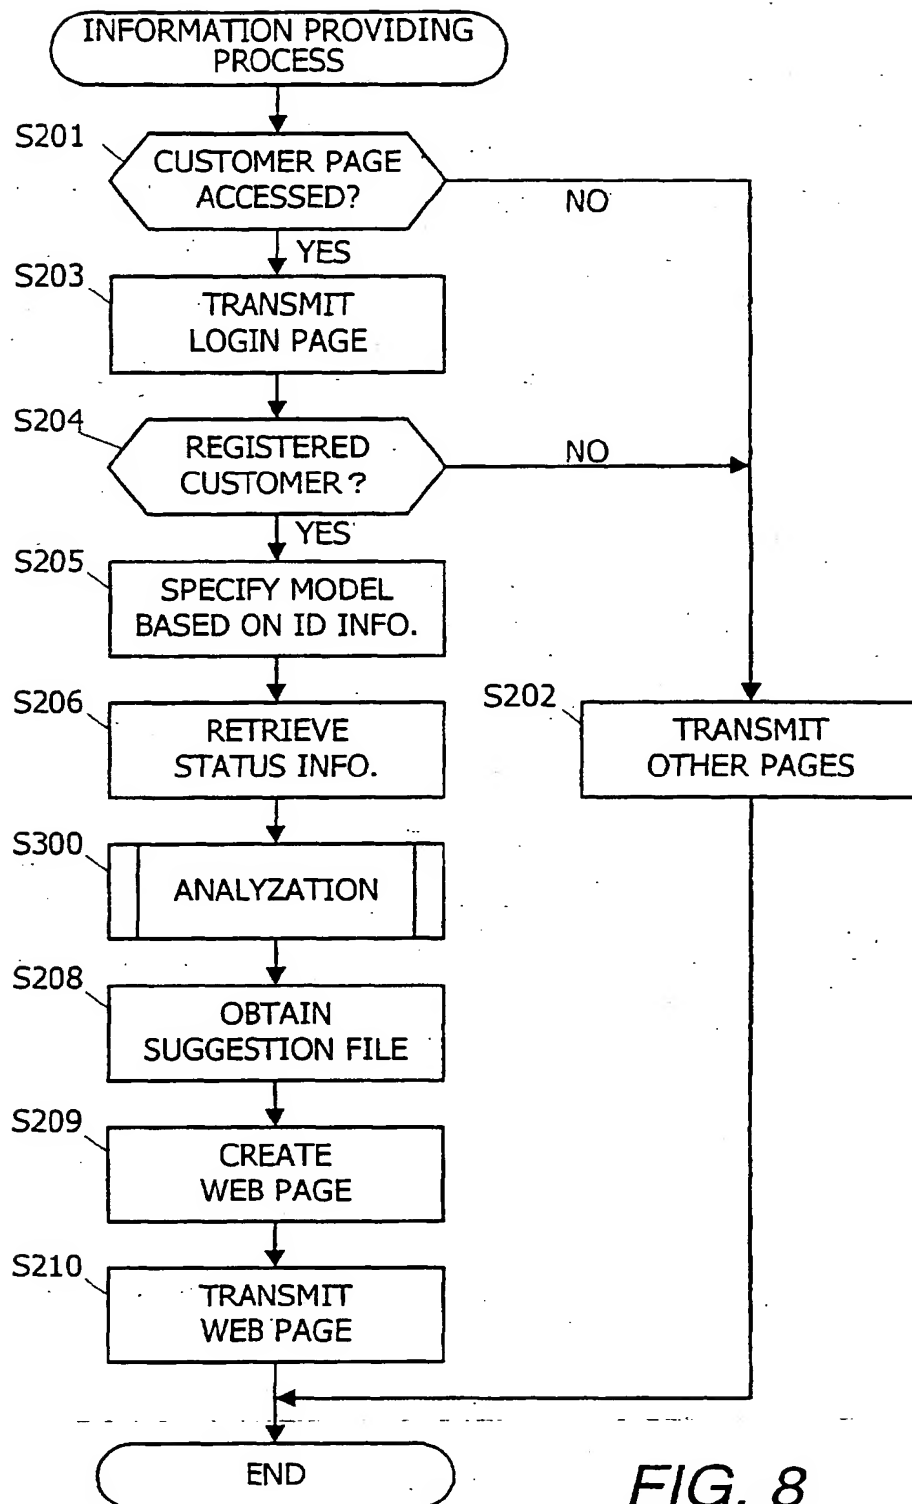 INFORMATION PROVIDING
PROCESS
S201
CUSTOMER PAGE
ACCESSED?
NO
YES
S203
TRANSMIT
LOGIN PAGE
S204
REGISTERED
CUSTOMER?
NO
YES
S205
SPECIFY MODEL
BASED ON ID INFO.
S206
RETRIEVE
STATUS INFO.
S202
TRANSMIT
OTHER PAGES
S300
ANALYZATION
S208
OBTAIN
SUGGESTION FILE
S209
CREATE
WEB PAGE
S210
TRANSMIT
WEB PAGE
END
FIG. 8